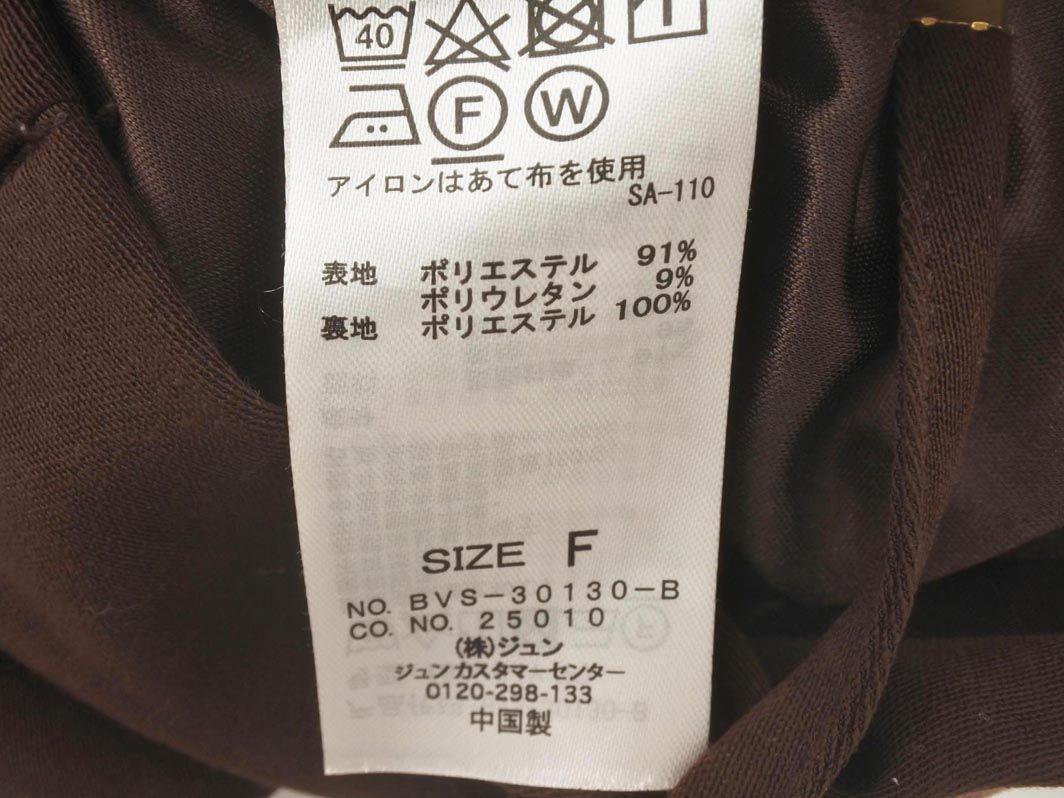 40
F W
アイロンはあて布を使用
SA-110
表地 ポリエステル 91%
ポリウレタン 9%
裏地 ポリエステル 100%
SIZE F
NO. BVS-30130-B
CO. NO. 25010
(株)ジュン
ジュン カスタマーセンター
0120-298-133
中国製